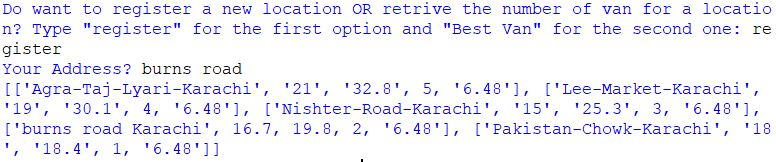 Do want to register a new location OR retrive the number of van for a locatio
n? Type "register" for the first option and "Best Van" for the second one: re
gister
Your Address? burns road
[['Agra-Taj-Lyari-Karachi', '21', '32.8', 5, '6.48'], ['Lee-Market-Karachi',
'19', '30.1', 4, '6.48'], ['Nishter-Road-Karachi', '15', '25.3', 3, '6.48'],
['burns road Karachi', 16.7, 19.8, 2, '6.48'], ['Pakistan-Chowk-Karachi', '18
', '18.4', 1, '6.48']]